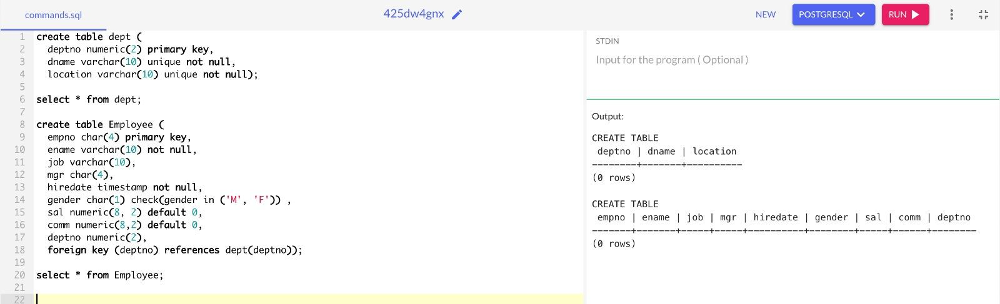 commands.sql
425dw4gnx
NEW
POSTGRESQL
RUN
1 create table dept (
2   deptno numeric(2) primary key,
3   dname varchar(10) unique not null,
4   location varchar(10) unique not null);
5
6 select * from dept;
7
8 create table Employee (
9   empno char(4) primary key,
10   ename varchar(10) not null,
11   job varchar(10),
12   mgr char(4),
13   hiredate timestamp not null,
14   gender char(1) check(gender in ('M', 'F')) ,
15   sal numeric(8, 2) default 0,
16   comm numeric(8,2) default 0,
17   deptno numeric(2),
18   foreign key (deptno) references dept(deptno));
19
20 select * from Employee;
21
22
STDIN
Input for the program ( Optional )
Output:
CREATE TABLE
 deptno | dname | location
--------+-------+----------
(0 rows)
CREATE TABLE
 empno | ename | job | mgr | hiredate | gender | sal | comm | deptno
-------+-------+-----+-----+----------+--------+-----+------+--------
(0 rows)